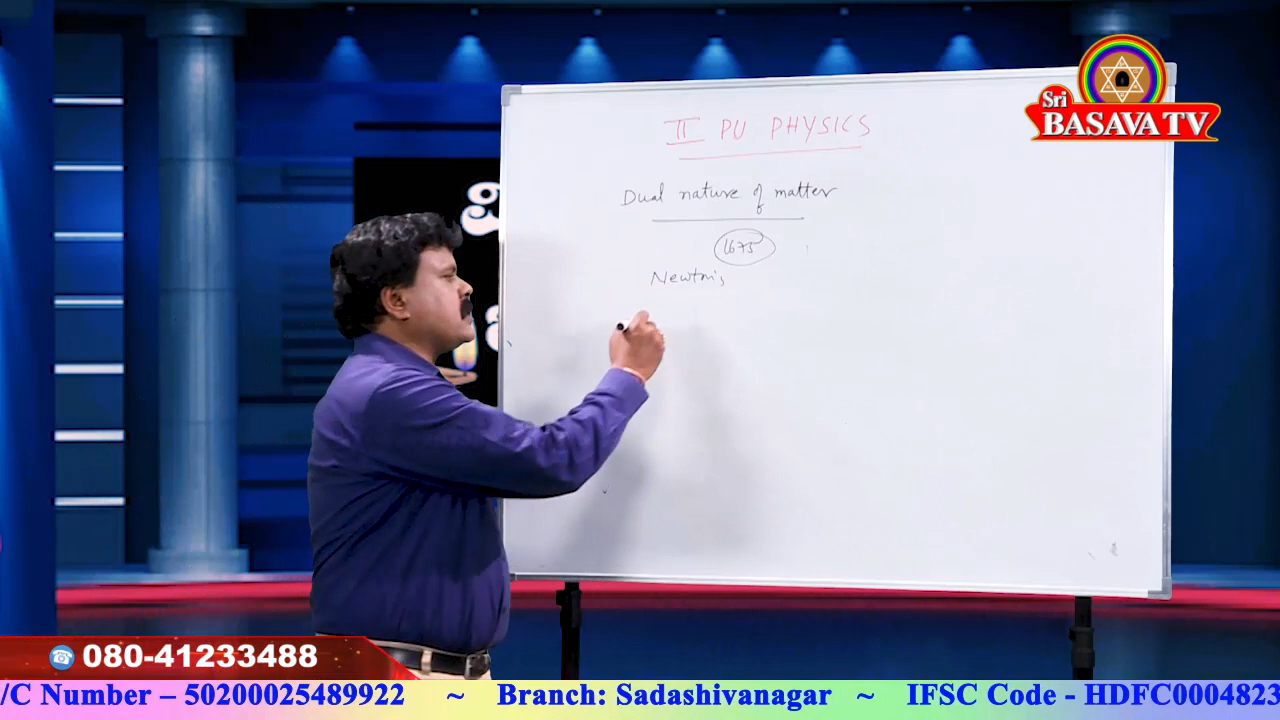 Sri
BASAVA TV
II PU PHYSICS
Dual nature of matter
1675
Newton's
080-41233488
/C Number – 50200025489922 ~ Branch: Sadashivanagar ~ IFSC Code - HDFC0004823